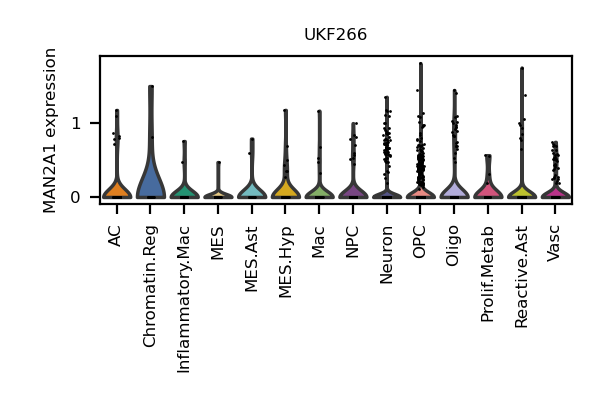 UKF266
MAN2A1 expression
1
0
AC
Chromatin.Reg
Inflammatory.Mac
MES
MES.Ast
MES.Hyp
Mac
NPC
Neuron
OPC
Oligo
Prolif.Metab
Reactive.Ast
Vasc